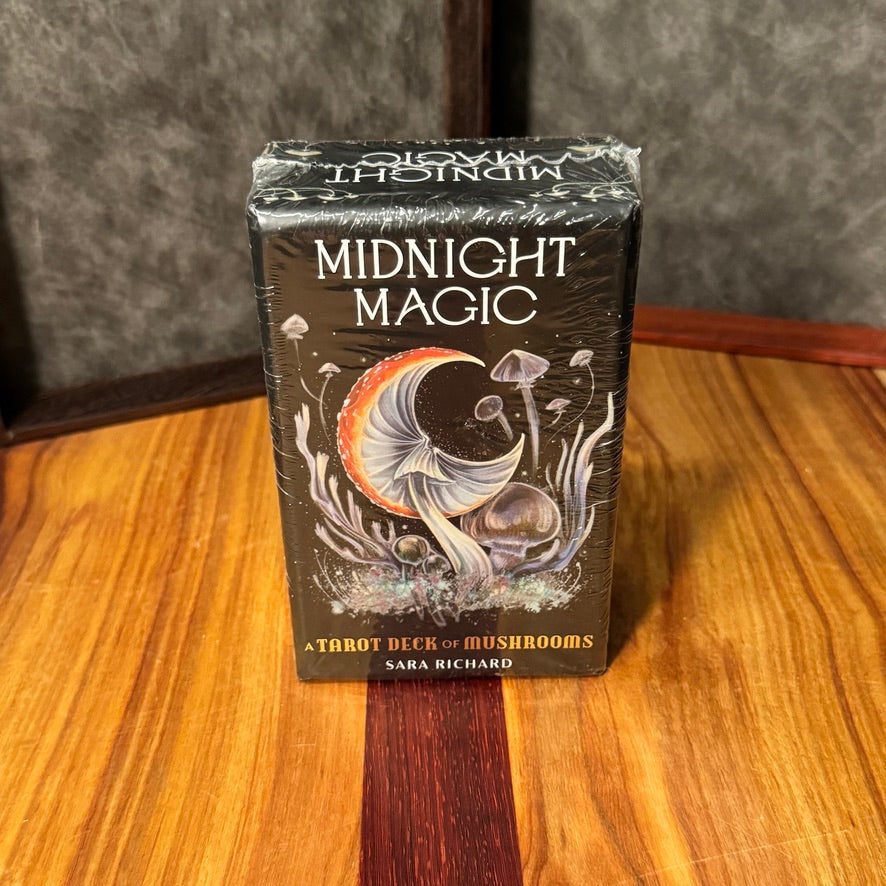 MIDNIGHT
MAGIC
MIDNIGHT
MAGIC
A TAROT DECK OF MUSHROOMS
SARA RICHARD